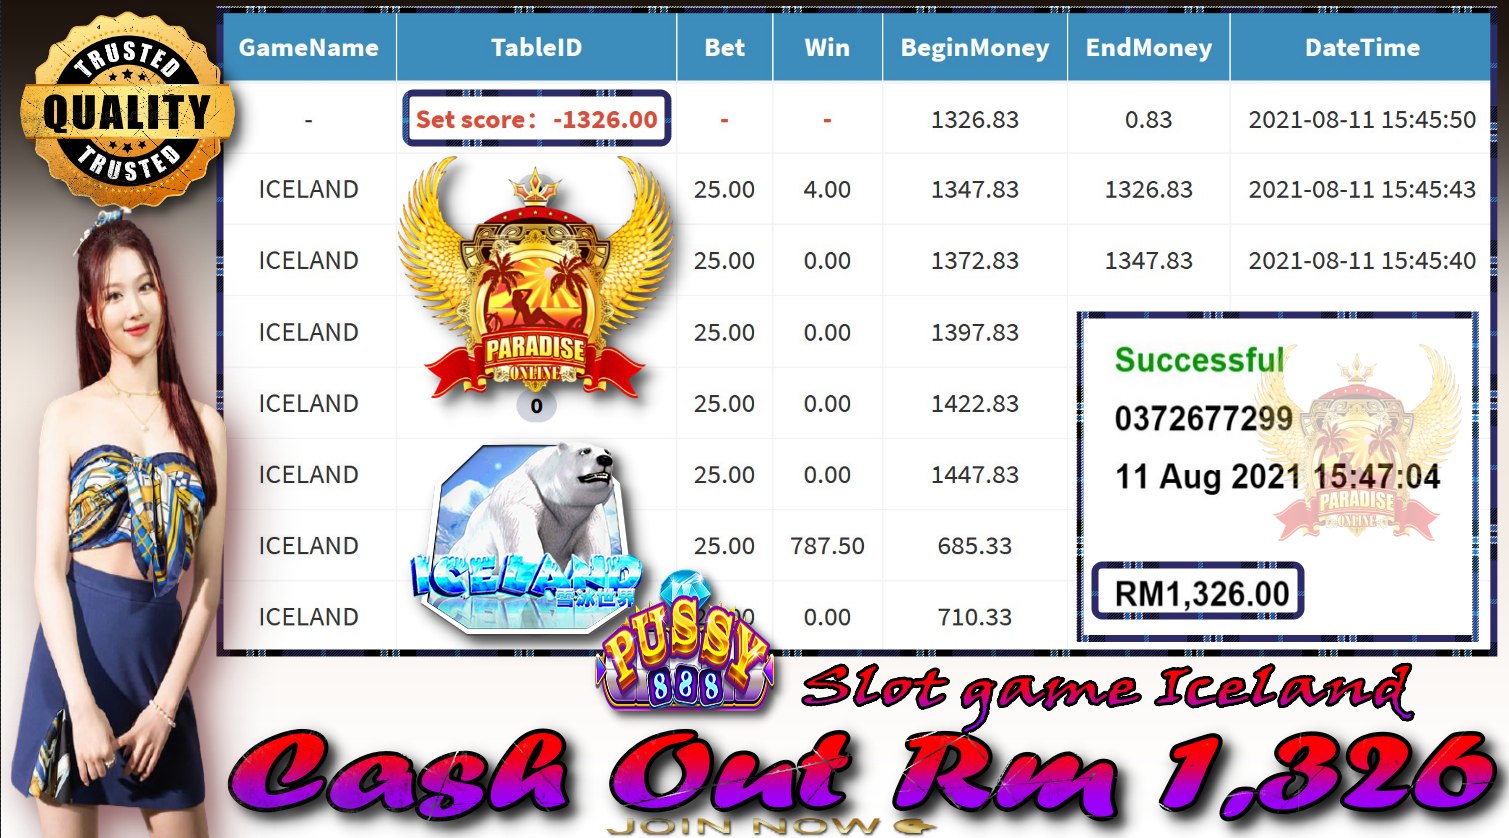 TRUSTED
QUALITY
TRUSTED
GameName TableID Bet Win BeginMoney EndMoney DateTime
- Set score: -1326.00 - - 1326.83 0.83 2021-08-11 15:45:50
ICELAND 25.00 4.00 1347.83 1326.83 2021-08-11 15:45:43
ICELAND 25.00 0.00 1372.83 1347.83 2021-08-11 15:45:40
ICELAND 25.00 0.00 1397.83
PARADISE
ONLINE
0
ICELAND 25.00 0.00 1422.83
ICELAND 25.00 0.00 1447.83
ICELAND 25.00 787.50 685.33
ICELAND 0.00 710.33
ICELAND
雪冰世界
PUSSY
888
Successful
0372677299
11 Aug 2021 15:47:04
PARADISE
ONLINE
RM1,326.00
Slot game Iceland
Cash Out Rm 1,326
JOIN NOW